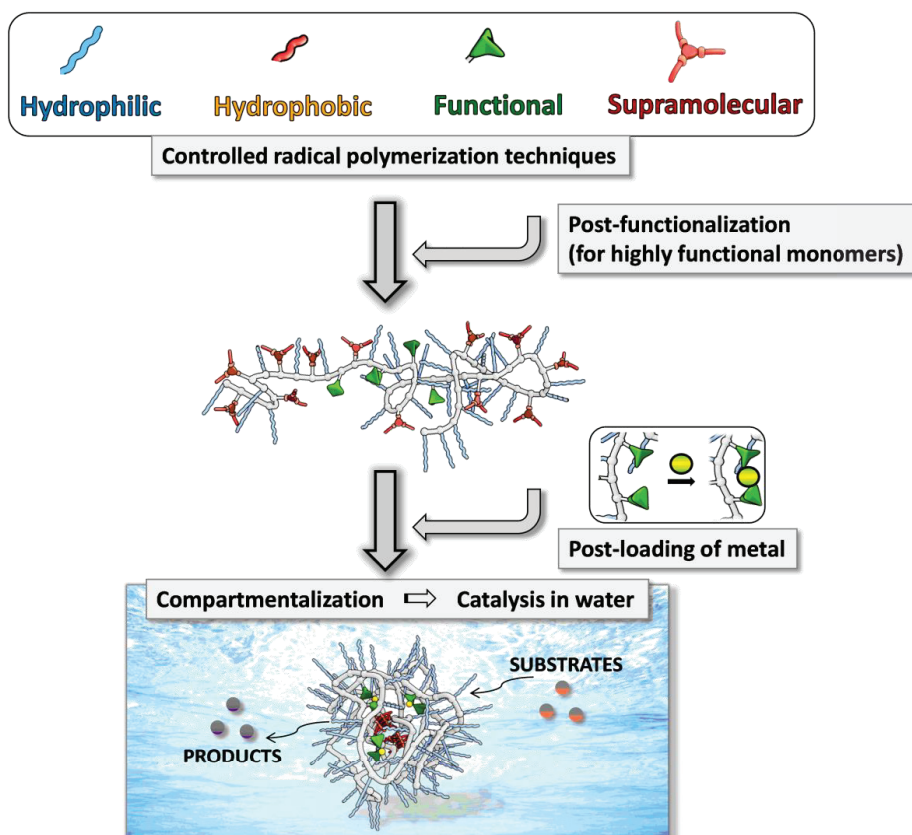 Hydrophilic Hydrophobic Functional Supramolecular
Controlled radical polymerization techniques
Post-functionalization
(for highly functional monomers)
Post-loading of metal
Compartmentalization ⇨ Catalysis in water
SUBSTRATES
PRODUCTS